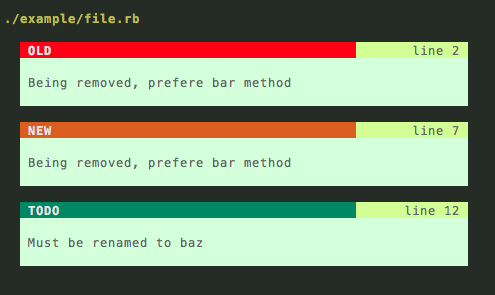 ./example/file.rb
OLD line 2
Being removed, prefere bar method
NEW line 7
Being removed, prefere bar method
TODO line 12
Must be renamed to baz